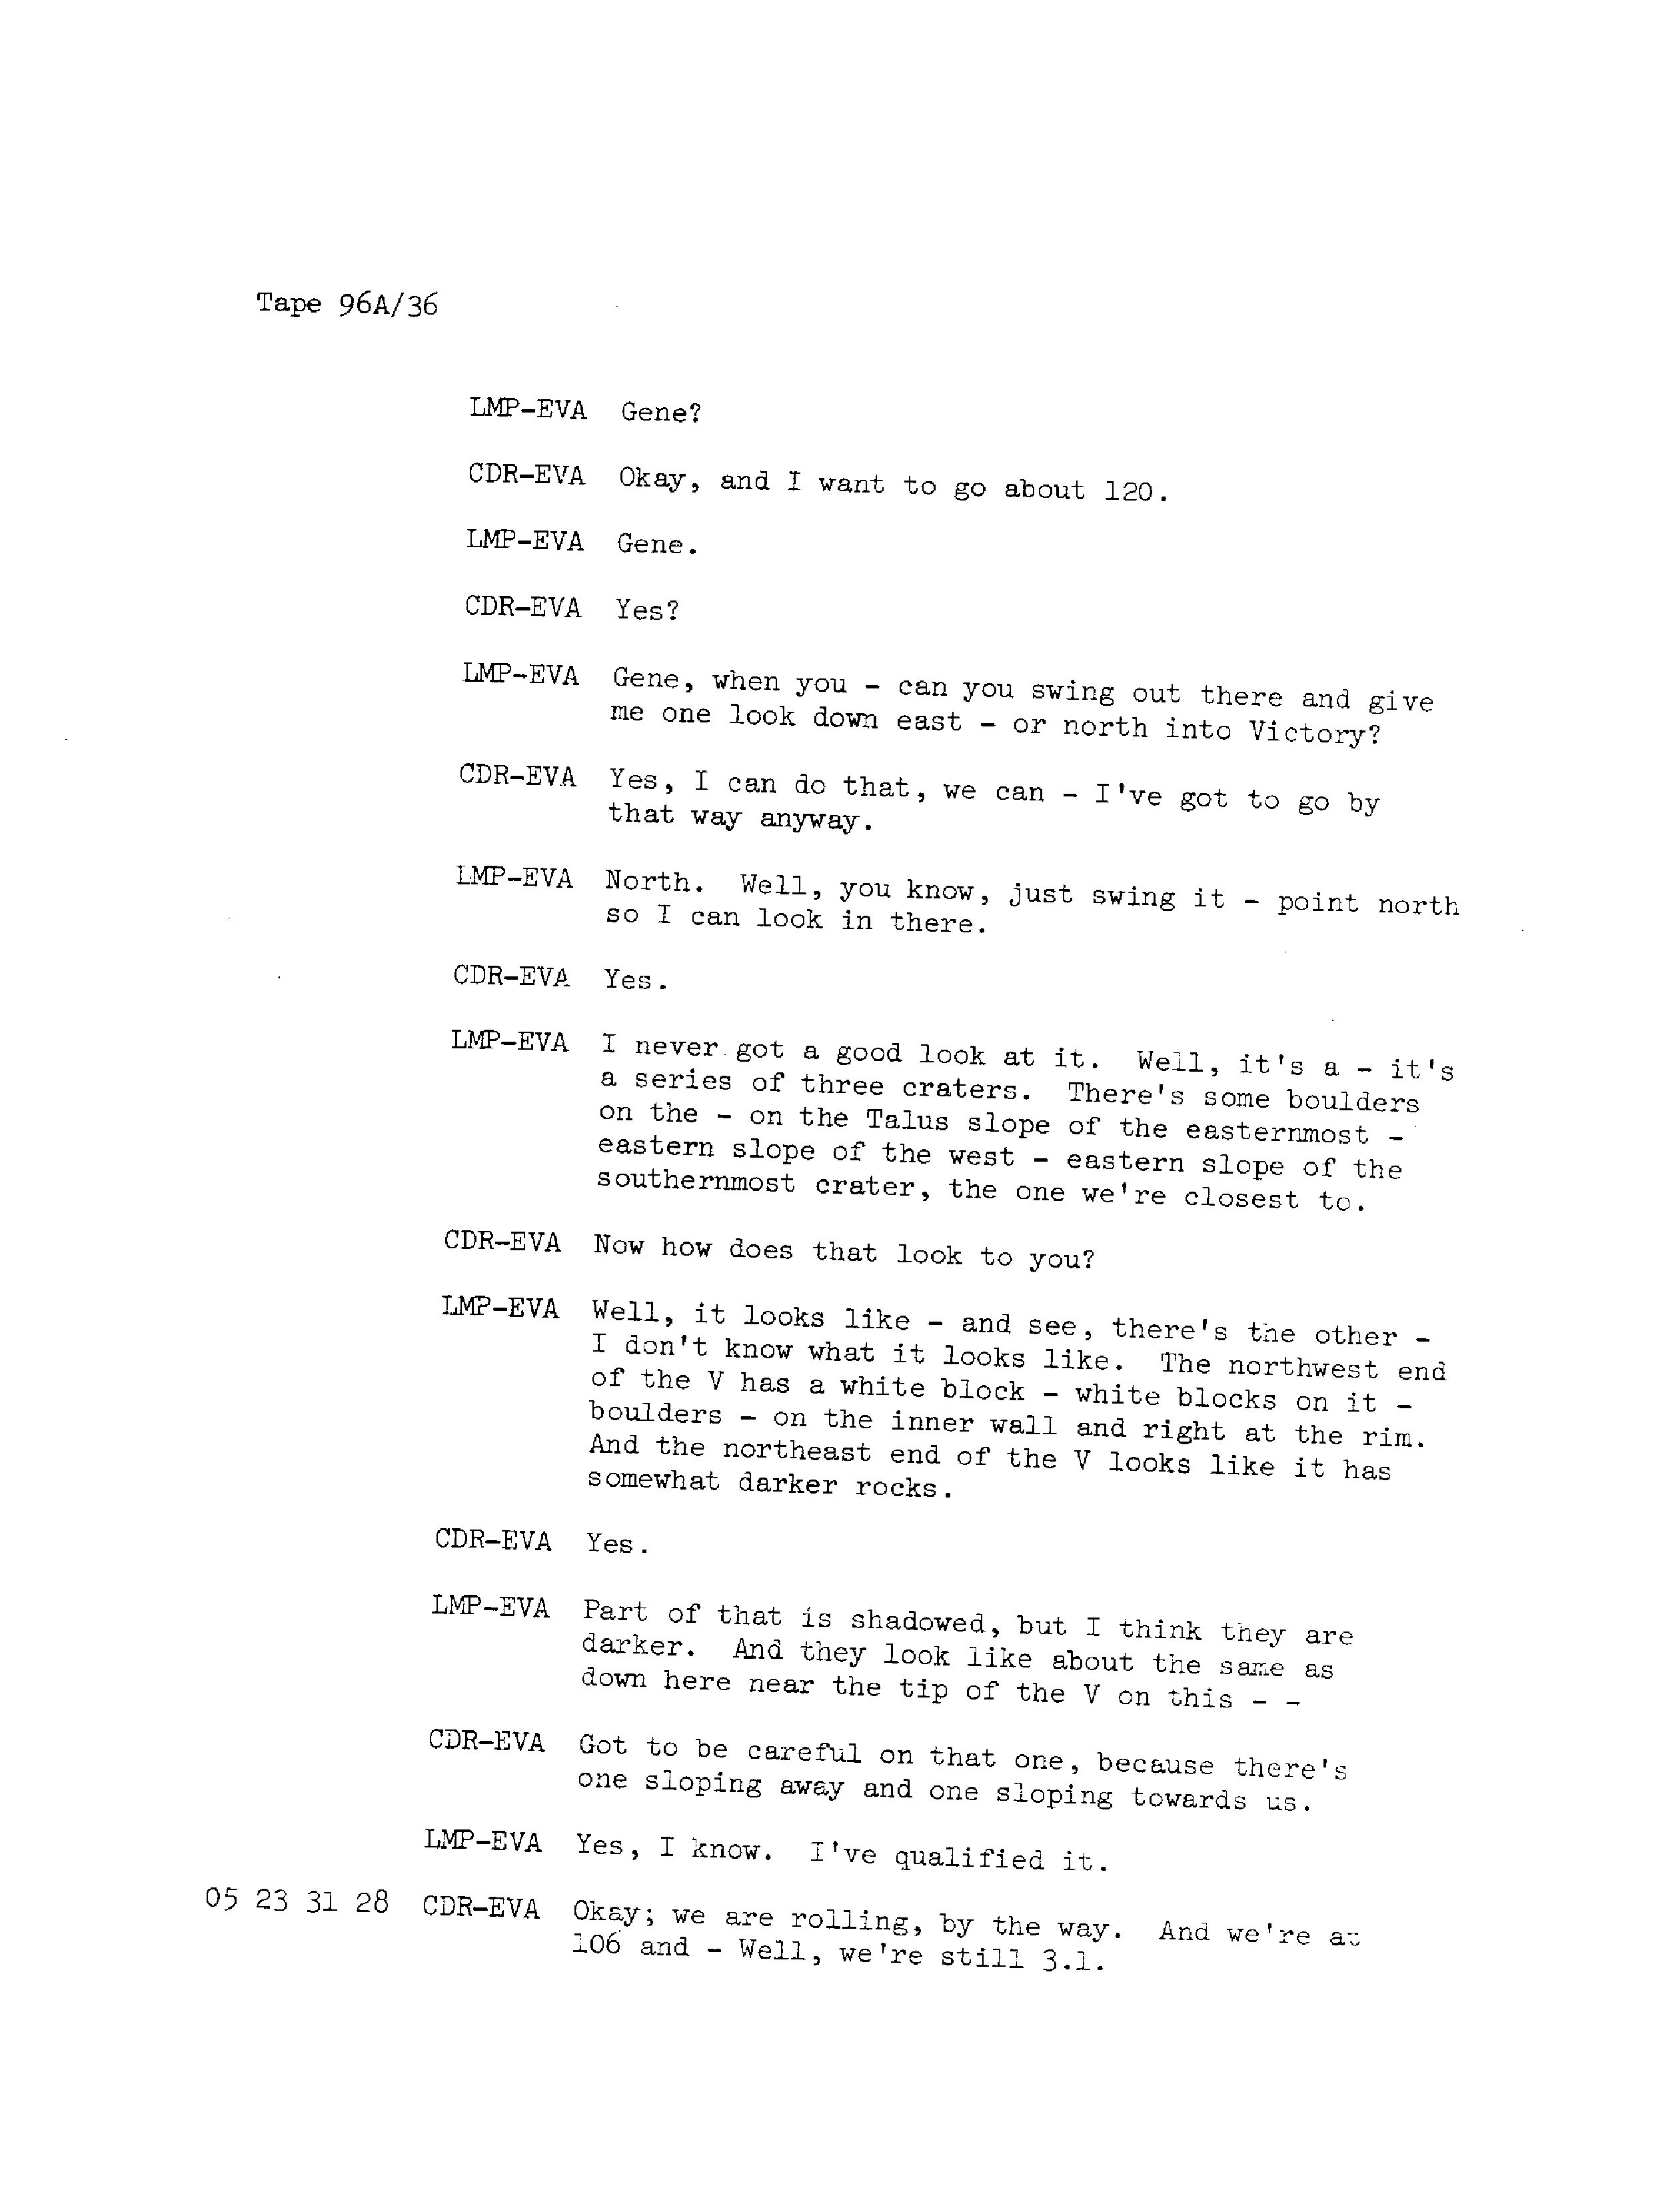 Tape 96A/36
LMP-EVA Gene?
CDR-EVA Okay, and I want to go about 120.
LMP-EVA Gene.
CDR-EVA Yes?
LMP-EVA Gene, when you - can you swing out there and give
me one look down east - or north into Victory?
CDR-EVA Yes, I can do that, we can - I've got to go by
that way anyway.
LMP-EVA North. Well, you know, just swing it - point north
so I can look in there.
CDR-EVA Yes.
LMP-EVA I never got a good look at it. Well, it's a - it's
a series of three craters. There's some boulders
on the - on the Talus slope of the easternmost -
eastern slope of the west - eastern slope of the
southernmost crater, the one we're closest to.
CDR-EVA Now how does that look to you?
LMP-EVA Well, it looks like - and see, there's the other -
I don't know what it looks like. The northwest end
of the V has a white block - white blocks on it -
boulders - on the inner wall and right at the rim.
And the northeast end of the V looks like it has
somewhat darker rocks.
CDR-EVA Yes.
LMP-EVA Part of that is shadowed, but I think they are
darker. And they look like about the same as
down here near the tip of the V on this - -
CDR-EVA Got to be careful on that one, because there's
one sloping away and one sloping towards us.
LMP-EVA Yes, I know. I've qualified it.
05 23 31 28 CDR-EVA Okay; we are rolling, by the way. And we're at
106 and - Well, we're still 3.1.